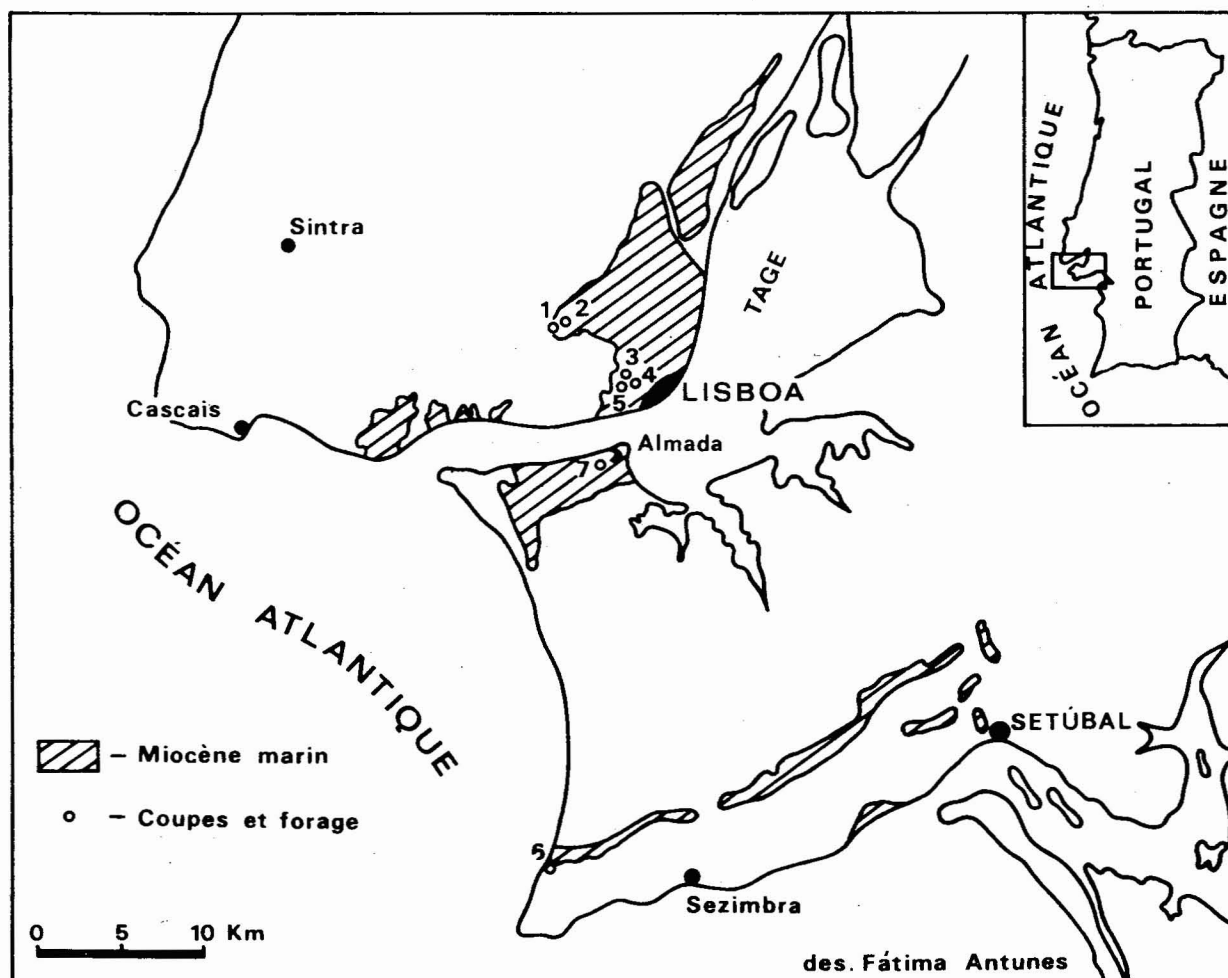 Sintra
1 2
3
4
5
Cascais
LISBOA
TAGE
Almada
7
OCÉAN ATLANTIQUE
OCÉAN ATLANTIQUE
PORTUGAL
ESPAGNE
– Miocène marin
– Coupes et forage
SETÚBAL
6
Sezimbra
0 5 10 Km
des. Fátima Antunes